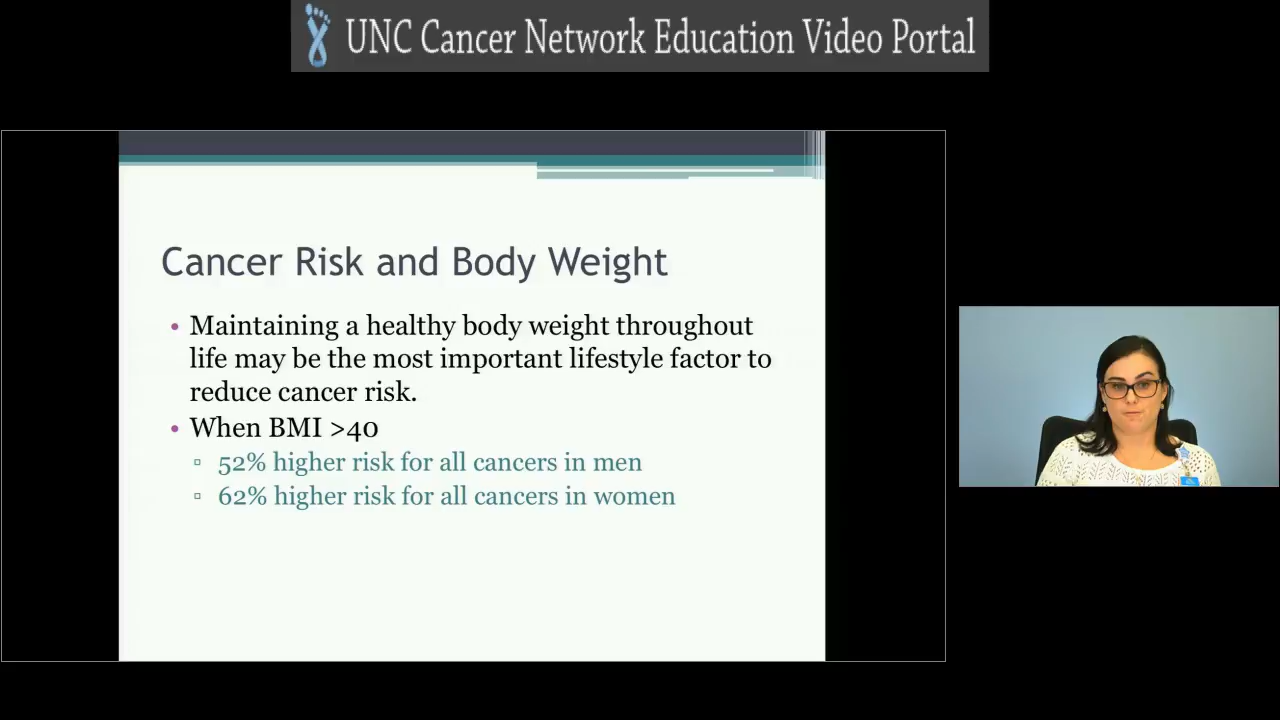 UNC Cancer Network Education Video Portal
Cancer Risk and Body Weight
• Maintaining a healthy body weight throughout
life may be the most important lifestyle factor to
reduce cancer risk.
• When BMI >40
▫ 52% higher risk for all cancers in men
▫ 62% higher risk for all cancers in women